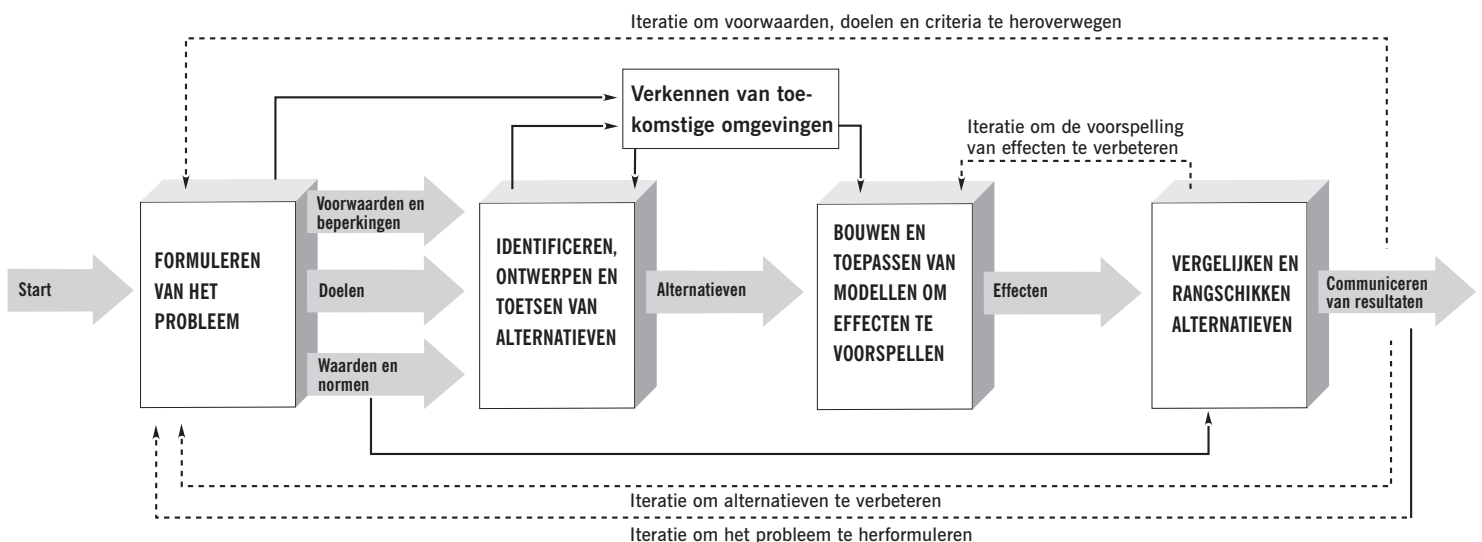 Iteratie om voorwaarden, doelen en criteria te heroverwegen
Verkennen van toe-
komstige omgevingen
Iteratie om de voorspelling
van effecten te verbeteren
Start
FORMULEREN
VAN HET
PROBLEEM
Voorwaarden en
beperkingen
Doelen
Waarden en
normen
IDENTIFICEREN,
ONTWERPEN EN
TOETSEN VAN
ALTERNATIEVEN
Alternatieven
BOUWEN EN
TOEPASSEN VAN
MODELLEN OM
EFFECTEN TE
VOORSPELLEN
Effecten
VERGELIJKEN EN
RANGSCHIKKEN
ALTERNATIEVEN
Communiceren
van resultaten
Iteratie om alternatieven te verbeteren
Iteratie om het probleem te herformuleren